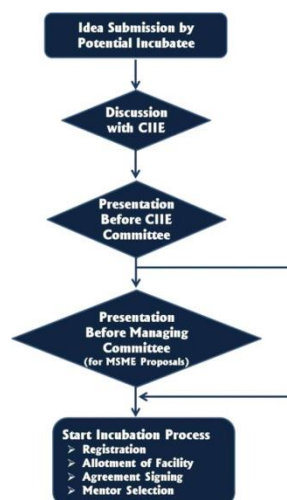 Idea Submission by
Potential Incubatee
Discussion
with CIIE
Presentation
Before CIIE
Committee
Presentation
Before Managing
Committee
(for MSME Proposals)
Start Incubation Process
➢ Registration
➢ Allotment of Facility
➢ Agreement Signing
➢ Mentor Selection